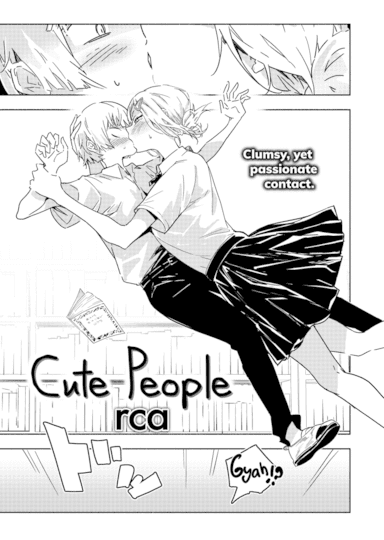 Clumsy, yet
passionate
contact.
Cute People
rca
Gyah!?